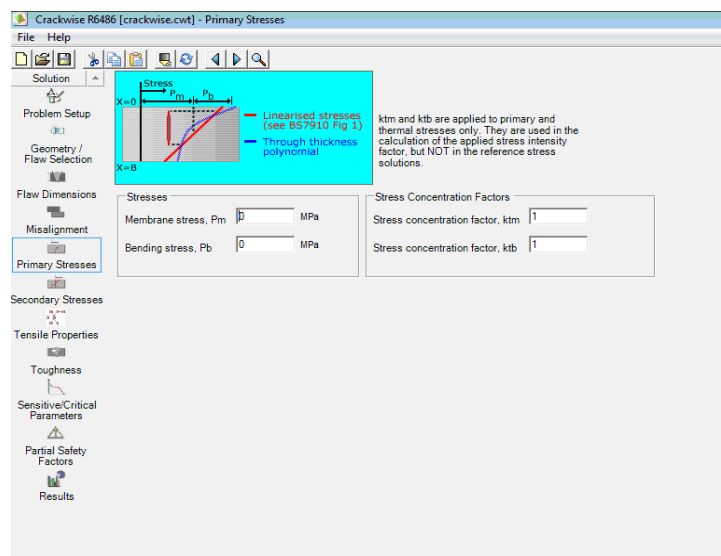 Crackwise R6486 [crackwise.cwt] - Primary Stresses
File Help
Solution
Problem Setup
Geometry /
Flaw Selection
Flaw Dimensions
Misalignment
Primary Stresses
Secondary Stresses
Tensile Properties
Toughness
Sensitive/Critical
Parameters
Partial Safety
Factors
Results
Stress
Pm Pb
X=0
X=B
Linearised stresses
(see BS7910 Fig 1)
Through thickness
polynomial
ktm and ktb are applied to primary and
thermal stresses only. They are used in the
calculation of the applied stress intensity
factor, but NOT in the reference stress
solutions.
Stresses
Membrane stress, Pm 0 MPa
Bending stress, Pb 0 MPa
Stress Concentration Factors
Stress concentration factor, ktm 1
Stress concentration factor, ktb 1